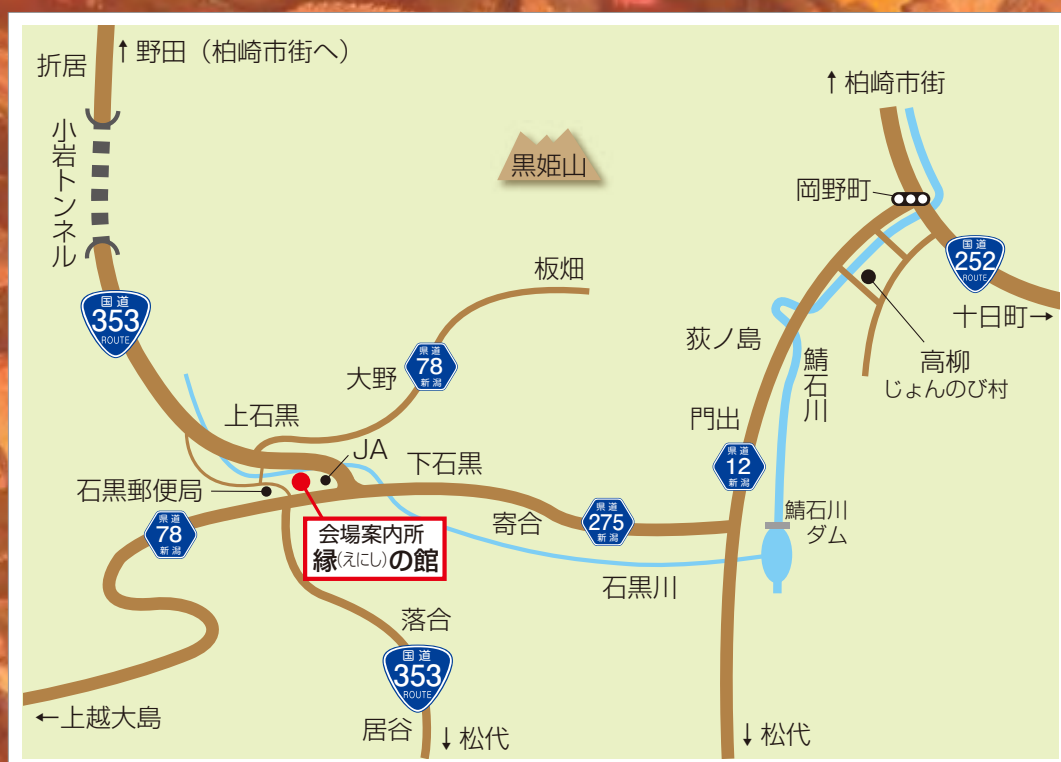 ↑野田（柏崎市街へ）
折居
小岩トンネル
↑柏崎市街
黒姫山
岡野町
国道
252
ROUTE
十日町→
板畑
国道
353
ROUTE
荻ノ島
鯖石川
高柳
じょんのび村
県道
78
新潟
大野
上石黒
門出
JA
下石黒
県道
12
新潟
石黒郵便局
県道
78
新潟
会場案内所
縁(えにし)の館
寄合
県道
275
新潟
鯖石川
ダム
石黒川
落合
国道
353
ROUTE
←上越大島
居谷
↓松代
↓松代